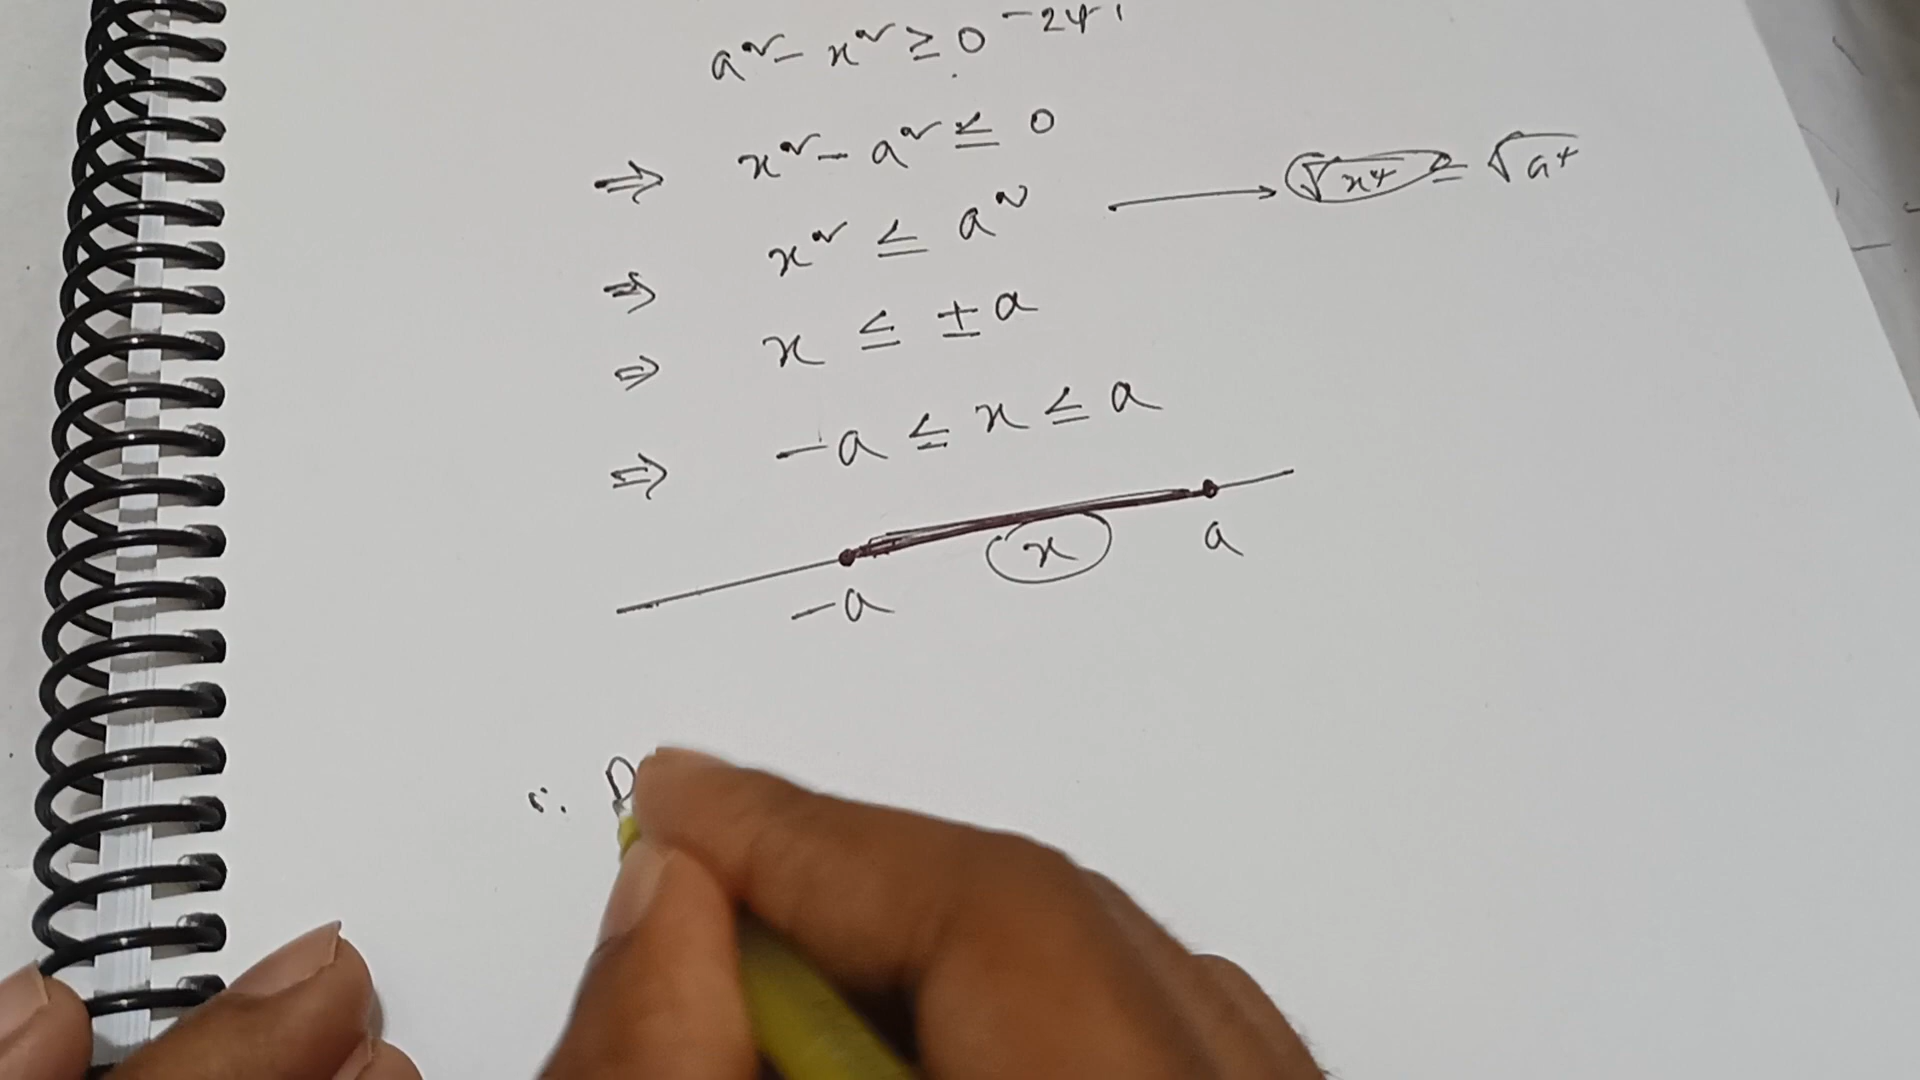 a² - x² ≥ 0
⇒ x² - a² ≤ 0
⇒ x² ≤ a² → √x² ≤ √a²
⇒ x ≤ ±a
⇒ -a ≤ x ≤ a
-a x a
∴ D